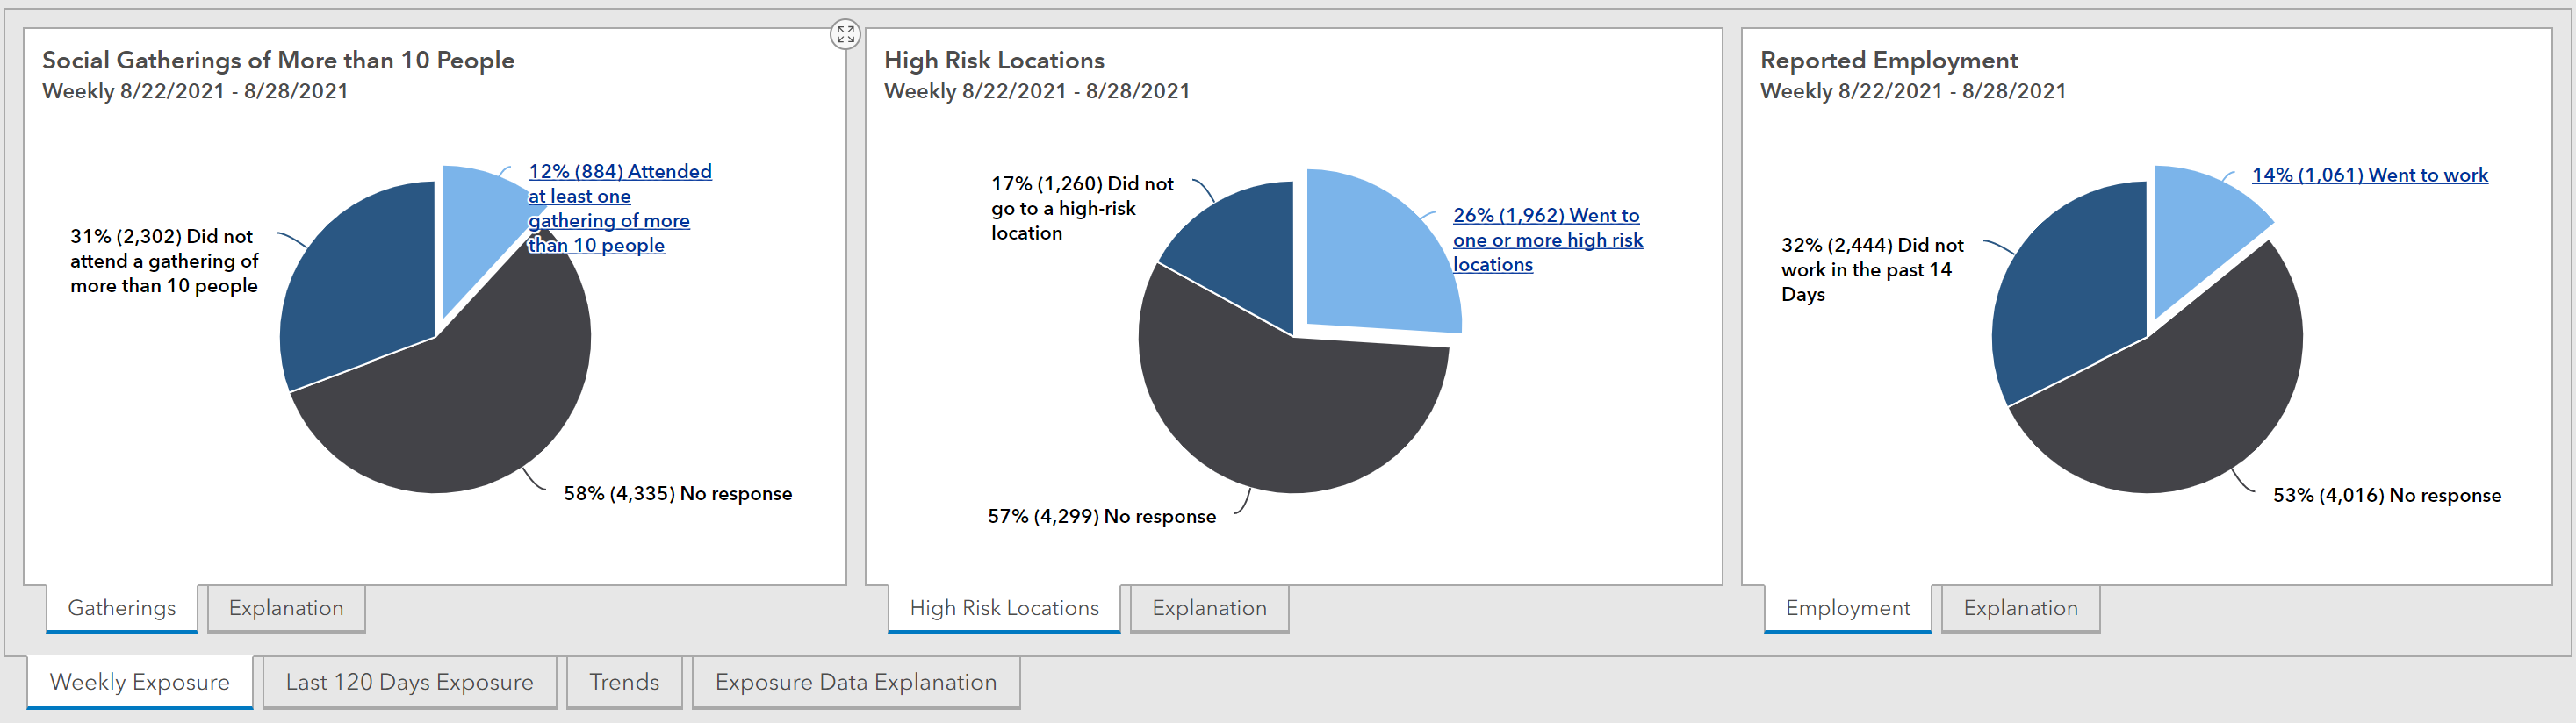 Social Gatherings of More than 10 People
Weekly 8/22/2021 - 8/28/2021
12% (884) Attended
at least one
gathering of more
than 10 people
31% (2,302) Did not
attend a gathering of
more than 10 people
58% (4,335) No response
Gatherings
Explanation
High Risk Locations
Weekly 8/22/2021 - 8/28/2021
17% (1,260) Did not
go to a high-risk
location
26% (1,962) Went to
one or more high risk
locations
57% (4,299) No response
High Risk Locations
Explanation
Reported Employment
Weekly 8/22/2021 - 8/28/2021
14% (1,061) Went to work
32% (2,444) Did not
work in the past 14
Days
53% (4,016) No response
Employment
Explanation
Weekly Exposure
Last 120 Days Exposure
Trends
Exposure Data Explanation